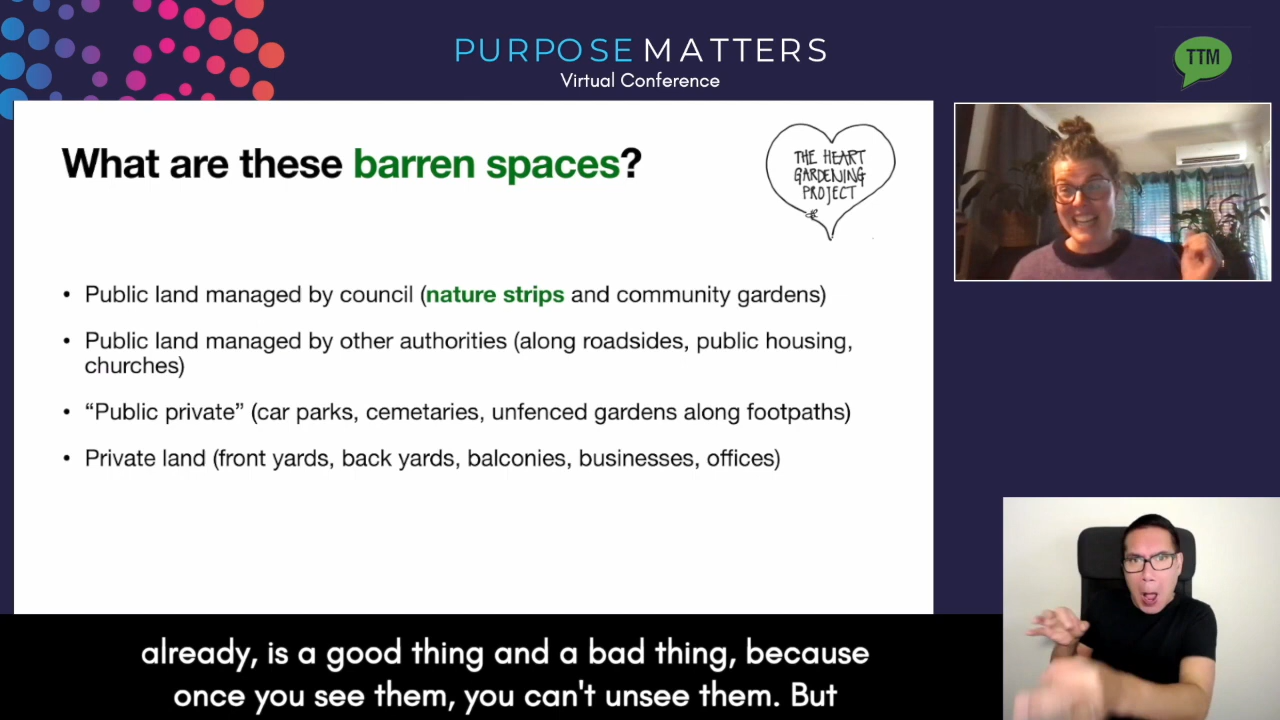 PURPOSE MATTERS
Virtual Conference
TTM
What are these barren spaces?
THE HEART
GARDENING
PROJECT
• Public land managed by council (nature strips and community gardens)
• Public land managed by other authorities (along roadsides, public housing,
churches)
• “Public private” (car parks, cemetaries, unfenced gardens along footpaths)
• Private land (front yards, back yards, balconies, businesses, offices)
already, is a good thing and a bad thing, because
once you see them, you can't unsee them. But